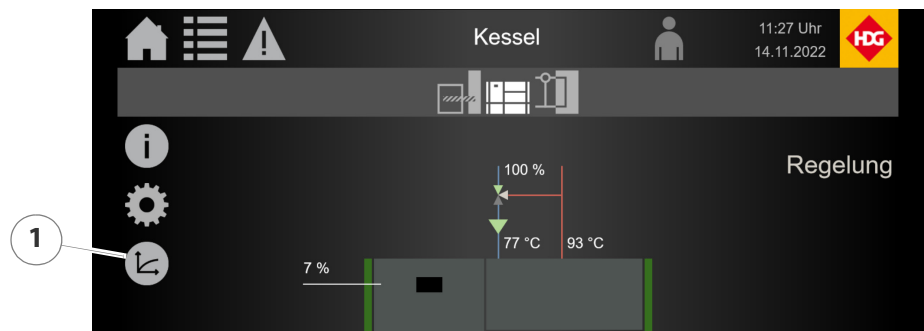 Kessel
11:27 Uhr
14.11.2022
HDG
i
Regelung
100 %
77 °C
93 °C
7 %
1